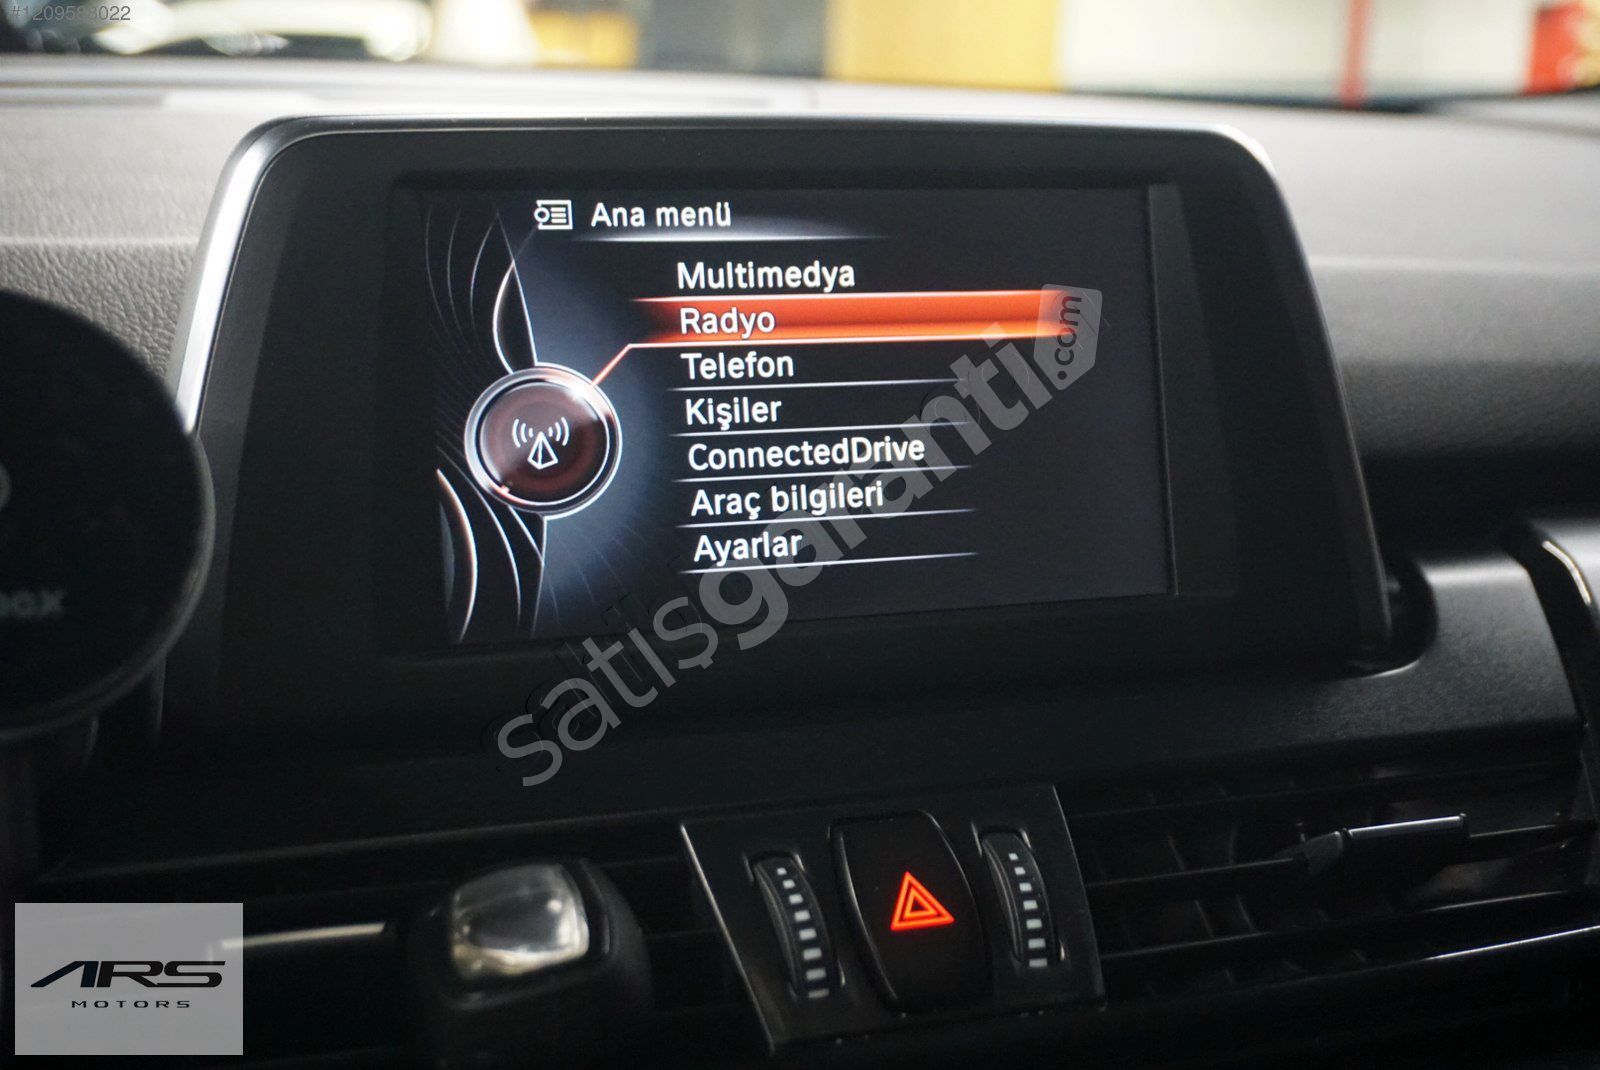 #1209588022
Ana menü
Multimedya
Radyo
Telefon
Kişiler
ConnectedDrive
Araç bilgileri
Ayarlar
satışgaranti.com
ARS
MOTORS